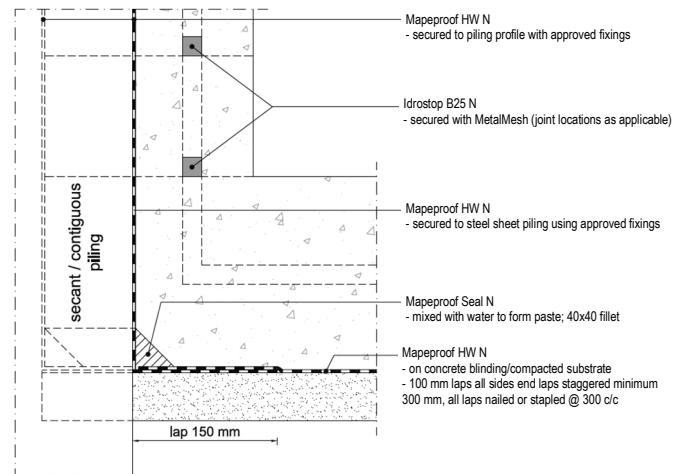 Mapeproof HW N
- secured to piling profile with approved fixings
Idrostop B25 N
- secured with MetalMesh (joint locations as applicable)
Mapeproof HW N
- secured to steel sheet piling using approved fixings
secant / contiguous
piling
Mapeproof Seal N
- mixed with water to form paste; 40x40 fillet
Mapeproof HW N
- on concrete blinding/compacted substrate
- 100 mm laps all sides end laps staggered minimum
300 mm, all laps nailed or stapled @ 300 c/c
lap 150 mm